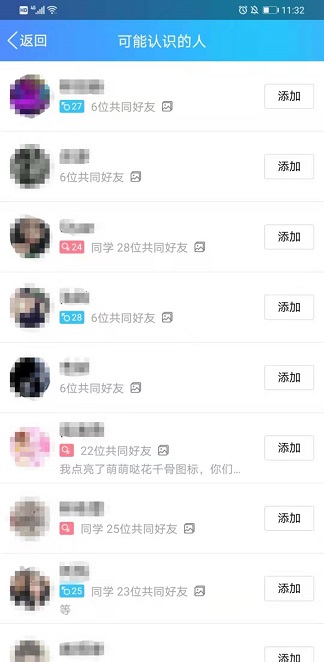 HD 4G 11:32
返回 可能认识的人
27 6位共同好友 添加
6位共同好友 添加
24 同学 28位共同好友 添加
28 6位共同好友 添加
6位共同好友 添加
22位共同好友 添加
我点亮了萌萌哒花千骨图标，你们...
同学 25位共同好友 添加
25 同学 23位共同好友 添加
等
添加